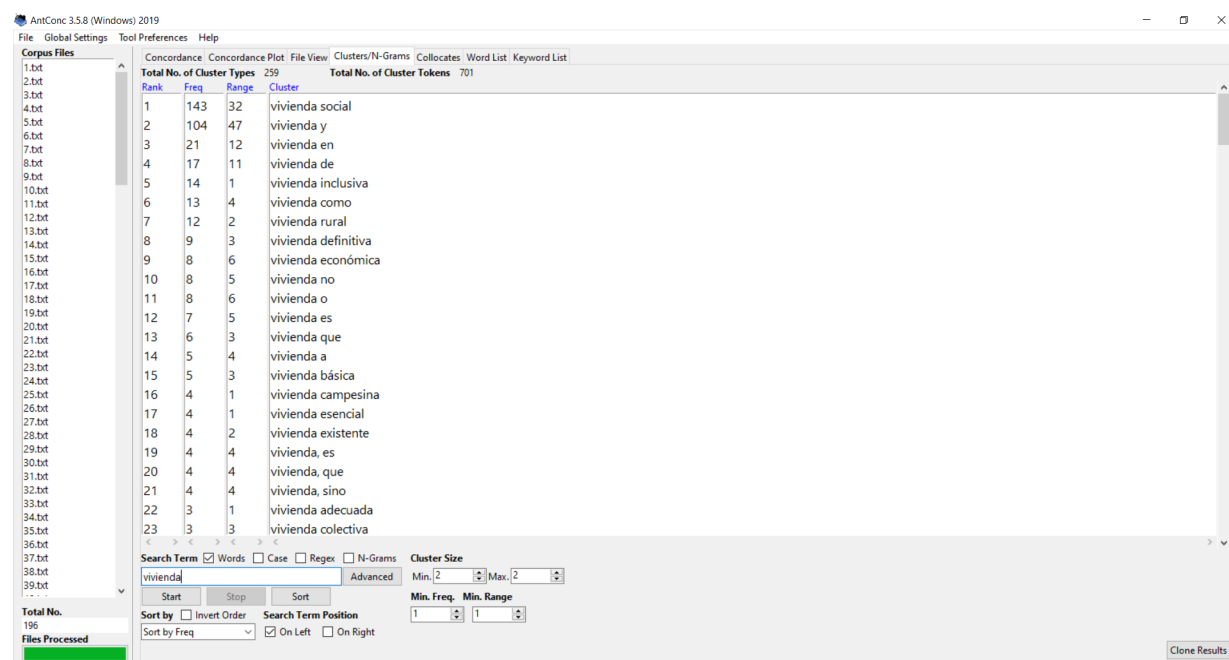 AntConc 3.5.8 (Windows) 2019
File Global Settings Tool Preferences Help
Corpus Files
1.txt
2.txt
3.txt
4.txt
5.txt
6.txt
7.txt
8.txt
9.txt
10.txt
11.txt
12.txt
13.txt
14.txt
15.txt
16.txt
17.txt
18.txt
19.txt
20.txt
21.txt
22.txt
23.txt
24.txt
25.txt
26.txt
27.txt
28.txt
29.txt
30.txt
31.txt
32.txt
33.txt
34.txt
35.txt
36.txt
37.txt
38.txt
39.txt
Total No.
196
Files Processed
Concordance Concordance Plot File View Clusters/N-Grams Collocates Word List Keyword List
Total No. of Cluster Types 259 Total No. of Cluster Tokens 701
Rank Freq Range Cluster
1 143 32 vivienda social
2 104 47 vivienda y
3 21 12 vivienda en
4 17 11 vivienda de
5 14 1 vivienda inclusiva
6 13 4 vivienda como
7 12 2 vivienda rural
8 9 3 vivienda definitiva
9 8 6 vivienda económica
10 8 5 vivienda no
11 8 6 vivienda o
12 7 5 vivienda es
13 6 3 vivienda que
14 5 4 vivienda a
15 5 3 vivienda básica
16 4 1 vivienda campesina
17 4 1 vivienda esencial
18 4 2 vivienda existente
19 4 4 vivienda, es
20 4 4 vivienda, que
21 4 4 vivienda, sino
22 3 1 vivienda adecuada
23 3 3 vivienda colectiva
Search Term Words Case Regex N-Grams Cluster Size
vivienda Advanced Min. 2 Max. 2
Start Stop Sort Min. Freq. Min. Range
Sort by Invert Order Search Term Position 1 1
Sort by Freq On Left On Right
Clone Results